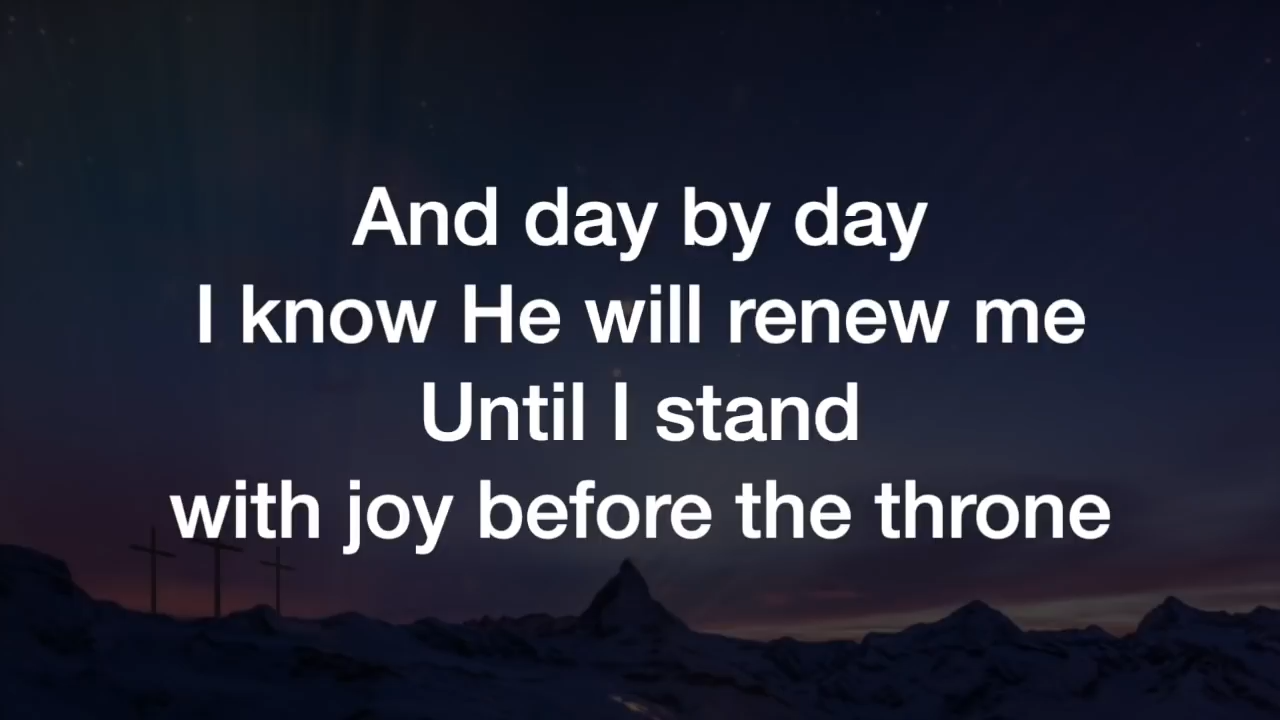 And day by day
I know He will renew me
Until I stand
with joy before the throne